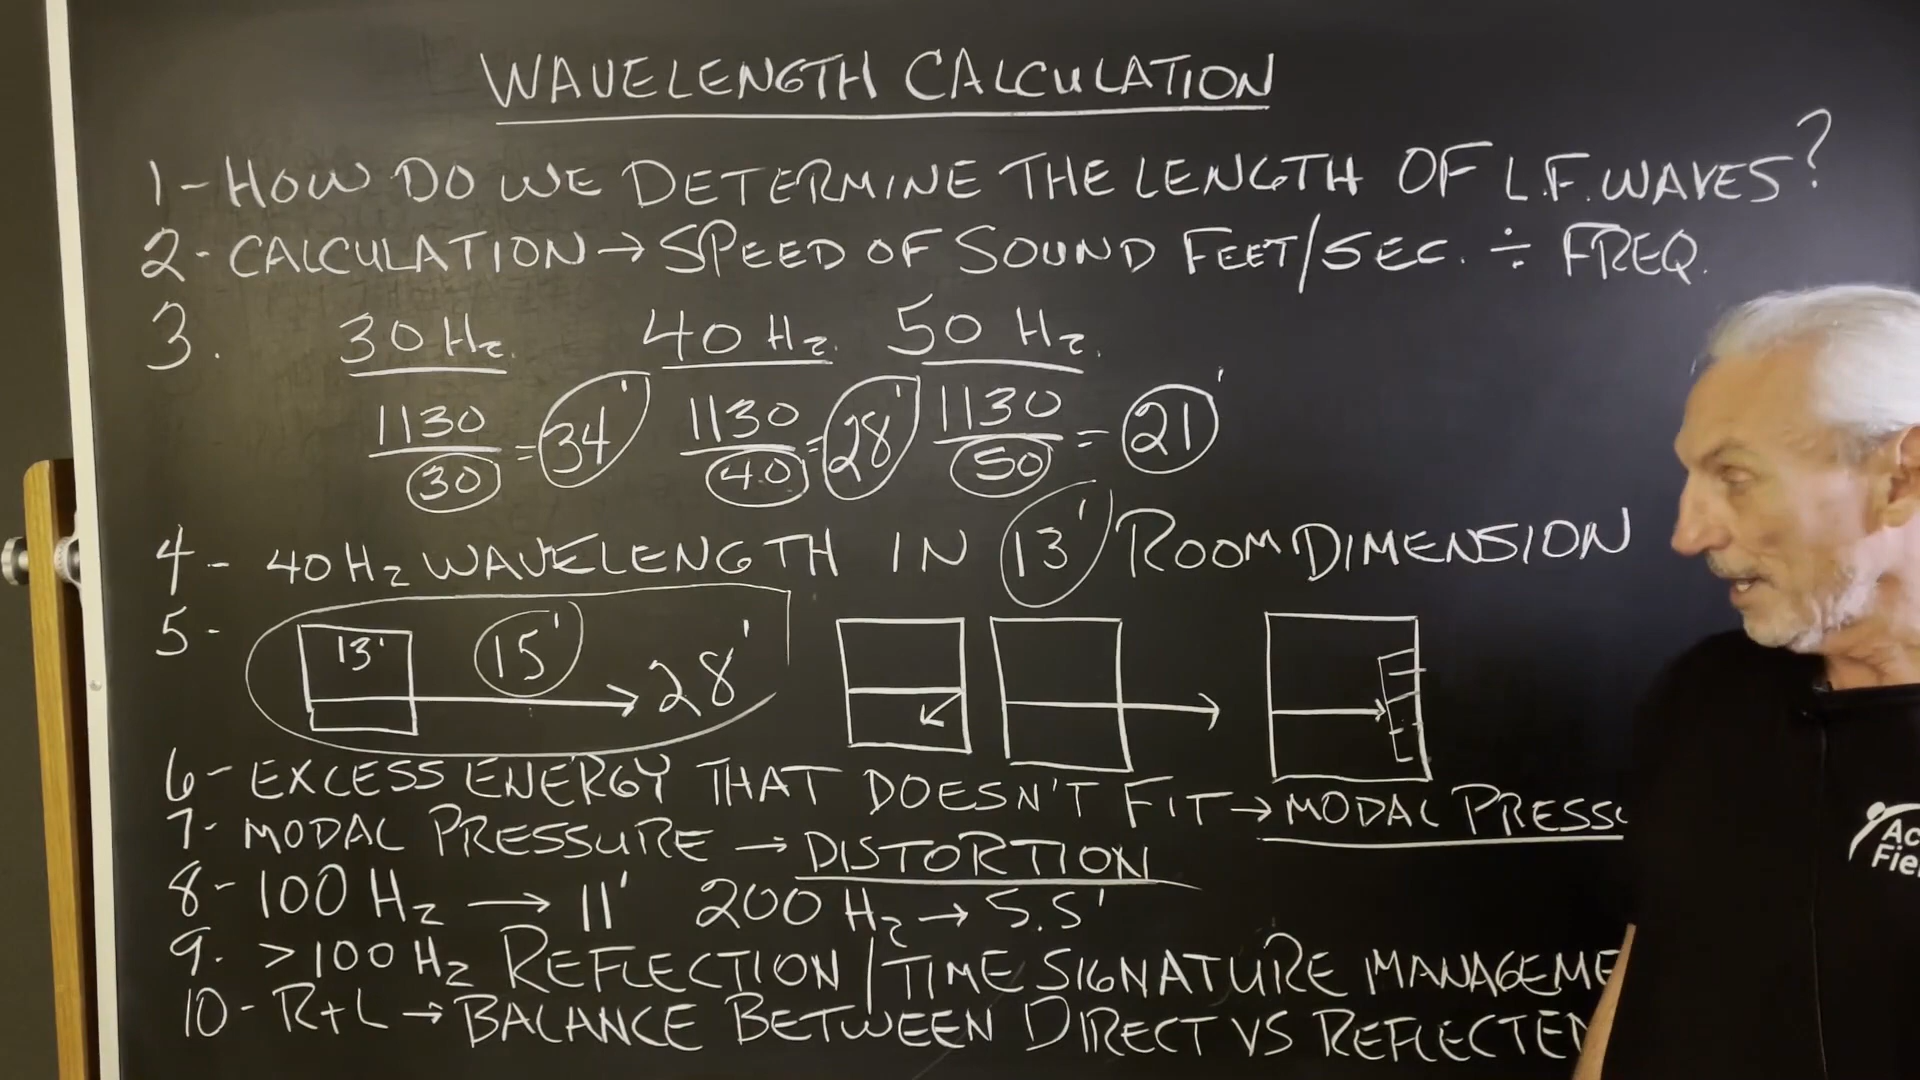 WAVELENGTH CALCULATION
1 - HOW DO WE DETERMINE THE LENGTH OF L.F. WAVES?
2 - CALCULATION → SPEED OF SOUND FEET/SEC. ÷ FREQ.
3. 30 Hz. 40 Hz. 50 Hz.
1130/30 = 34' 1130/40 = 28' 1130/50 = 21'
4 - 40 Hz WAVELENGTH IN 13' ROOM DIMENSION
5 - 13' 15' 28'
6 - EXCESS ENERGY THAT DOESN'T FIT → MODAL PRESSU
7 - MODAL PRESSURE → DISTORTION
8 - 100 Hz → 11' 200 Hz → 5.5'
9. >100 Hz REFLECTION / TIME SIGNATURE MANAGEME
10 - R+L → BALANCE BETWEEN DIRECT VS REFLECTED
Ac
Fie